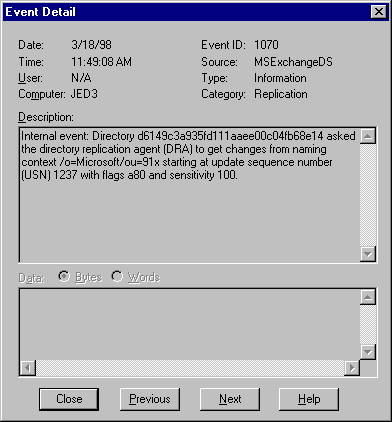 Event Detail
Date: 3/18/98 Event ID: 1070
Time: 11:49:08 AM Source: MSExchangeDS
User: N/A Type: Information
Computer: JED3 Category: Replication
Description:
Internal event: Directory d6149c3a935fd111aaee00c04fb68e14 asked
the directory replication agent (DRA) to get changes from naming
context /o=Microsoft/ou=91x starting at update sequence number
(USN) 1237 with flags a80 and sensitivity 100.
Data: Bytes Words
Close Previous Next Help